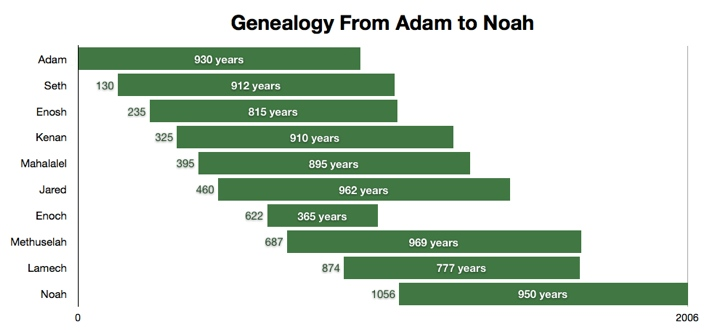 Genealogy From Adam to Noah
Adam 930 years
Seth 130 912 years
Enosh 235 815 years
Kenan 325 910 years
Mahalalel 395 895 years
Jared 460 962 years
Enoch 622 365 years
Methuselah 687 969 years
Lamech 874 777 years
Noah 1056 950 years
0 2006